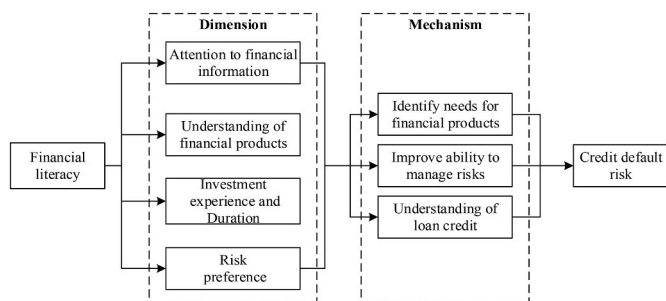 Dimension
Mechanism
Attention to financial
information
Understanding of
financial products
Investment
experience and
Duration
Risk
preference
Financial
literacy
Identify needs for
financial products
Improve ability to
manage risks
Understanding of
loan credit
Credit default
risk